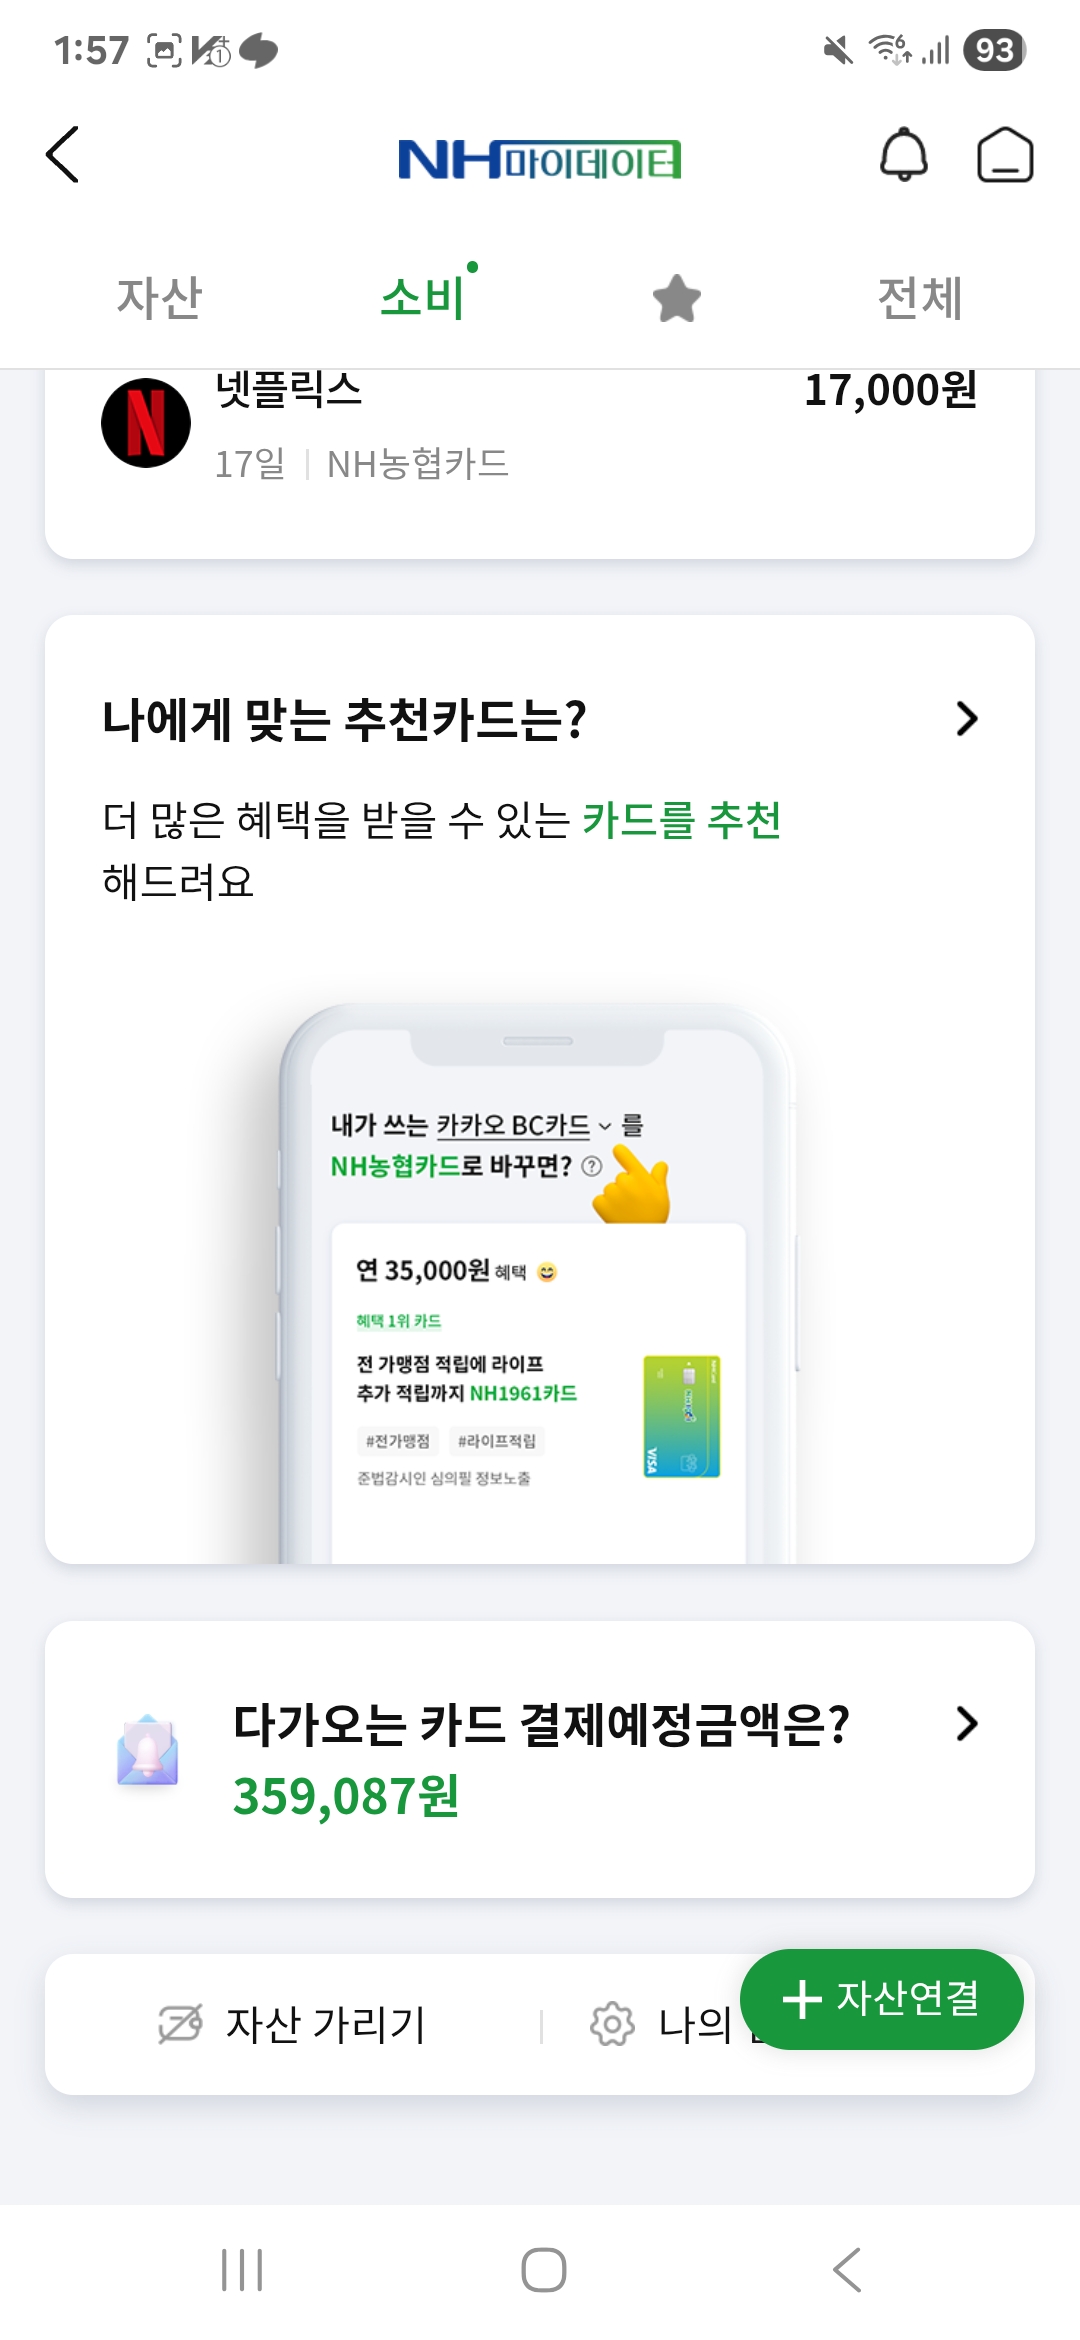 1:57
93
NH마이데이터
자산 소비 전체
넷플릭스 17,000원
17일 | NH농협카드
나에게 맞는 추천카드는?
더 많은 혜택을 받을 수 있는 카드를 추천
해드려요
내가 쓰는 카카오 BC카드 를
NH농협카드로 바꾸면? ?
연 35,000원 혜택
혜택 1위 카드
전 가맹점 적립에 라이프
추가 적립까지 NH1961카드
#전가맹점 #라이프적립
준법감시인 심의필 정보노출
VISA
다가오는 카드 결제예정금액은?
359,087원
자산 가리기 | 나의
+ 자산연결